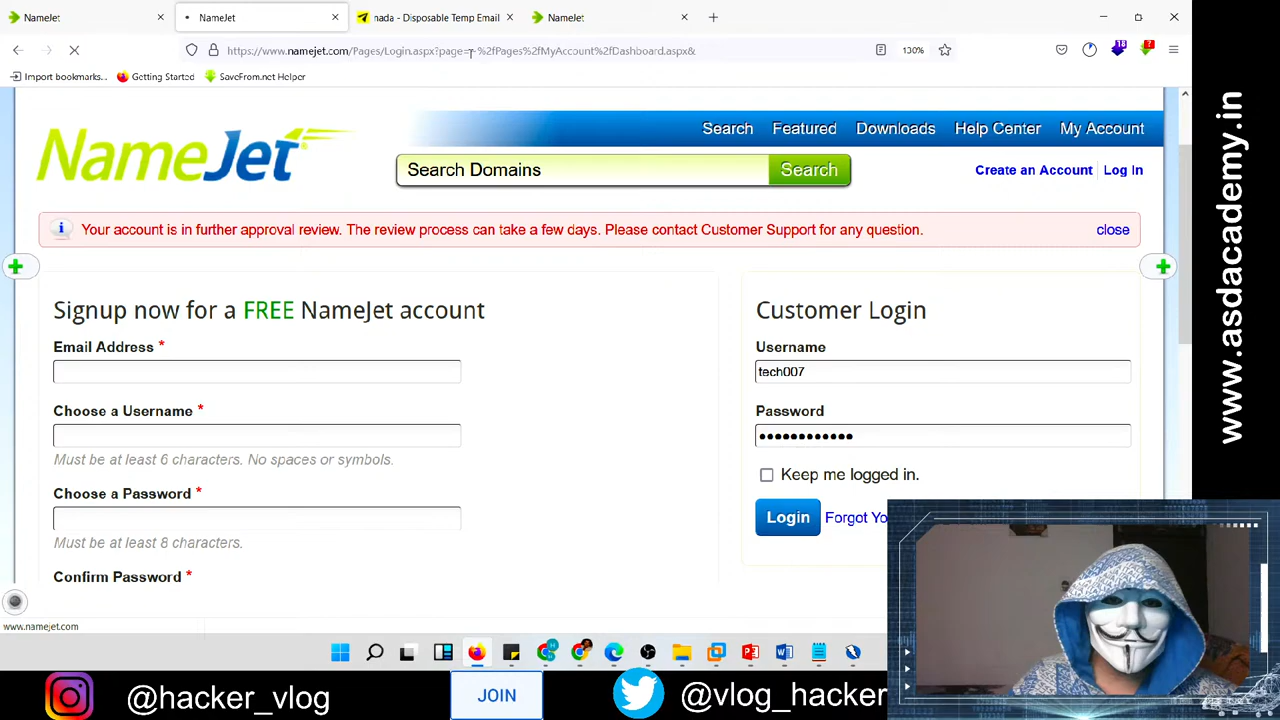 NameJet
NameJet
nada - Disposable Temp Email
NameJet
https://www.namejet.com/Pages/Login.aspx?
%2fPages%2fMyAccount%2fDashboard.aspx&
130%
18
Import bookmarks...
Getting Started
SaveFrom.net Helper
Search
Featured
Downloads
Help Center
My Account
NameJet
Search Domains
Search
Create an Account
Log In
Your account is in further approval review. The review process can take a few days. Please contact Customer Support for any question.
close
Signup now for a FREE NameJet account
Email Address *
Choose a Username *
Must be at least 6 characters. No spaces or symbols.
Choose a Password *
Must be at least 8 characters.
Confirm Password *
Customer Login
Username
tech007
Password
Keep me logged in.
Login
Forgot Yo
www.namejet.com
www.asdacademy.in
@hacker_vlog
JOIN
@vlog_hacker